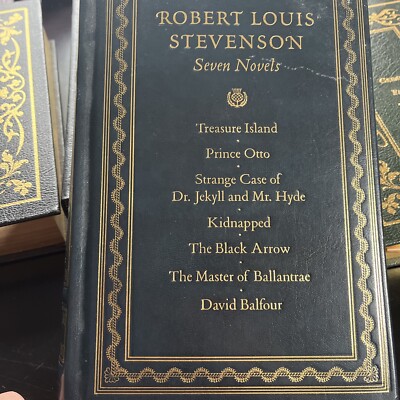 ROBERT LOUIS
STEVENSON
Seven Novels
Treasure Island
Prince Otto
Strange Case of
Dr. Jekyll and Mr. Hyde
Kidnapped
The Black Arrow
The Master of Ballantrae
David Balfour